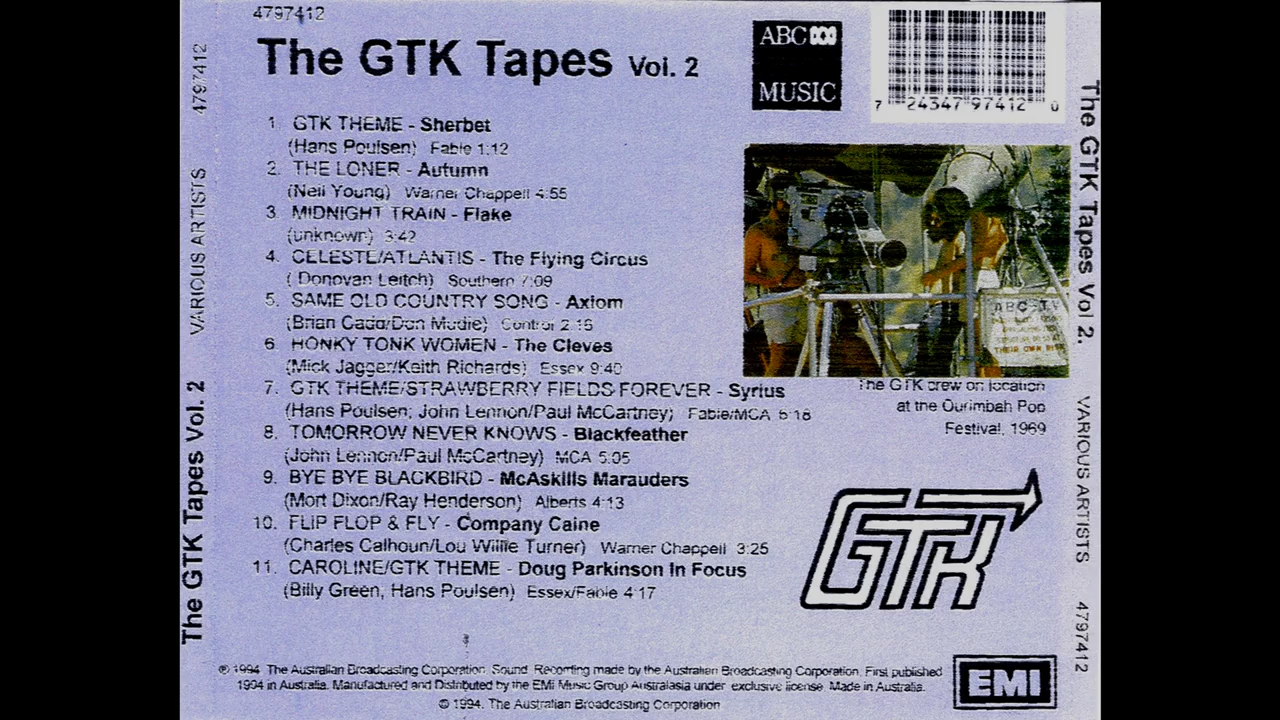 4797412
The GTK Tapes Vol. 2
ABC
MUSIC
7 24347 97412 0
1. GTK THEME - Sherbet
(Hans Poulsen) Fable 1:12
2. THE LONER - Autumn
(Neil Young) Warner Chappell 4:55
3. MIDNIGHT TRAIN - Flake
(unknown) 3:42
4. CELESTE/ATLANTIS - The Flying Circus
( Donovan Leitch) Southern 7:09
5. SAME OLD COUNTRY SONG - Axiom
(Brian Cadd/Don Mudie) Control 2:16
6. HONKY TONK WOMEN - The Cleves
(Mick Jagger/Keith Richards) Essex 9:40
7. GTK THEME/STRAWBERRY FIELDS FOREVER - Syrius
(Hans Poulsen; John Lennon/Paul McCartney) Fable/MCA 6:18
8. TOMORROW NEVER KNOWS - Blackfeather
(John Lennon/Paul McCartney) MCA 5:05
9. BYE BYE BLACKBIRD - McAskills Marauders
(Mort Dixon/Ray Henderson) Alberts 4:13
10. FLIP FLOP & FLY - Company Caine
(Charles Calhoun/Lou Willie Turner) Warner Chappell 3:25
11. CAROLINE/GTK THEME - Doug Parkinson In Focus
(Billy Green, Hans Poulsen) Essex/Fable 4:17
ABC-TV
THEIR OWN
The GTK crew on location
at the Ourimbah Pop
Festival, 1969
GTK
℗ 1994 The Australian Broadcasting Corporation. Sound Recording made by the Australian Broadcasting Corporation. First published
1994 in Australia. Manufactured and Distributed by the EMI Music Group Australasia under exclusive license. Made in Australia.
© 1994. The Australian Broadcasting Corporation
EMI
The GTK Tapes Vol. 2 VARIOUS ARTISTS 4797412
The GTK Tapes Vol 2. VARIOUS ARTISTS 4797412